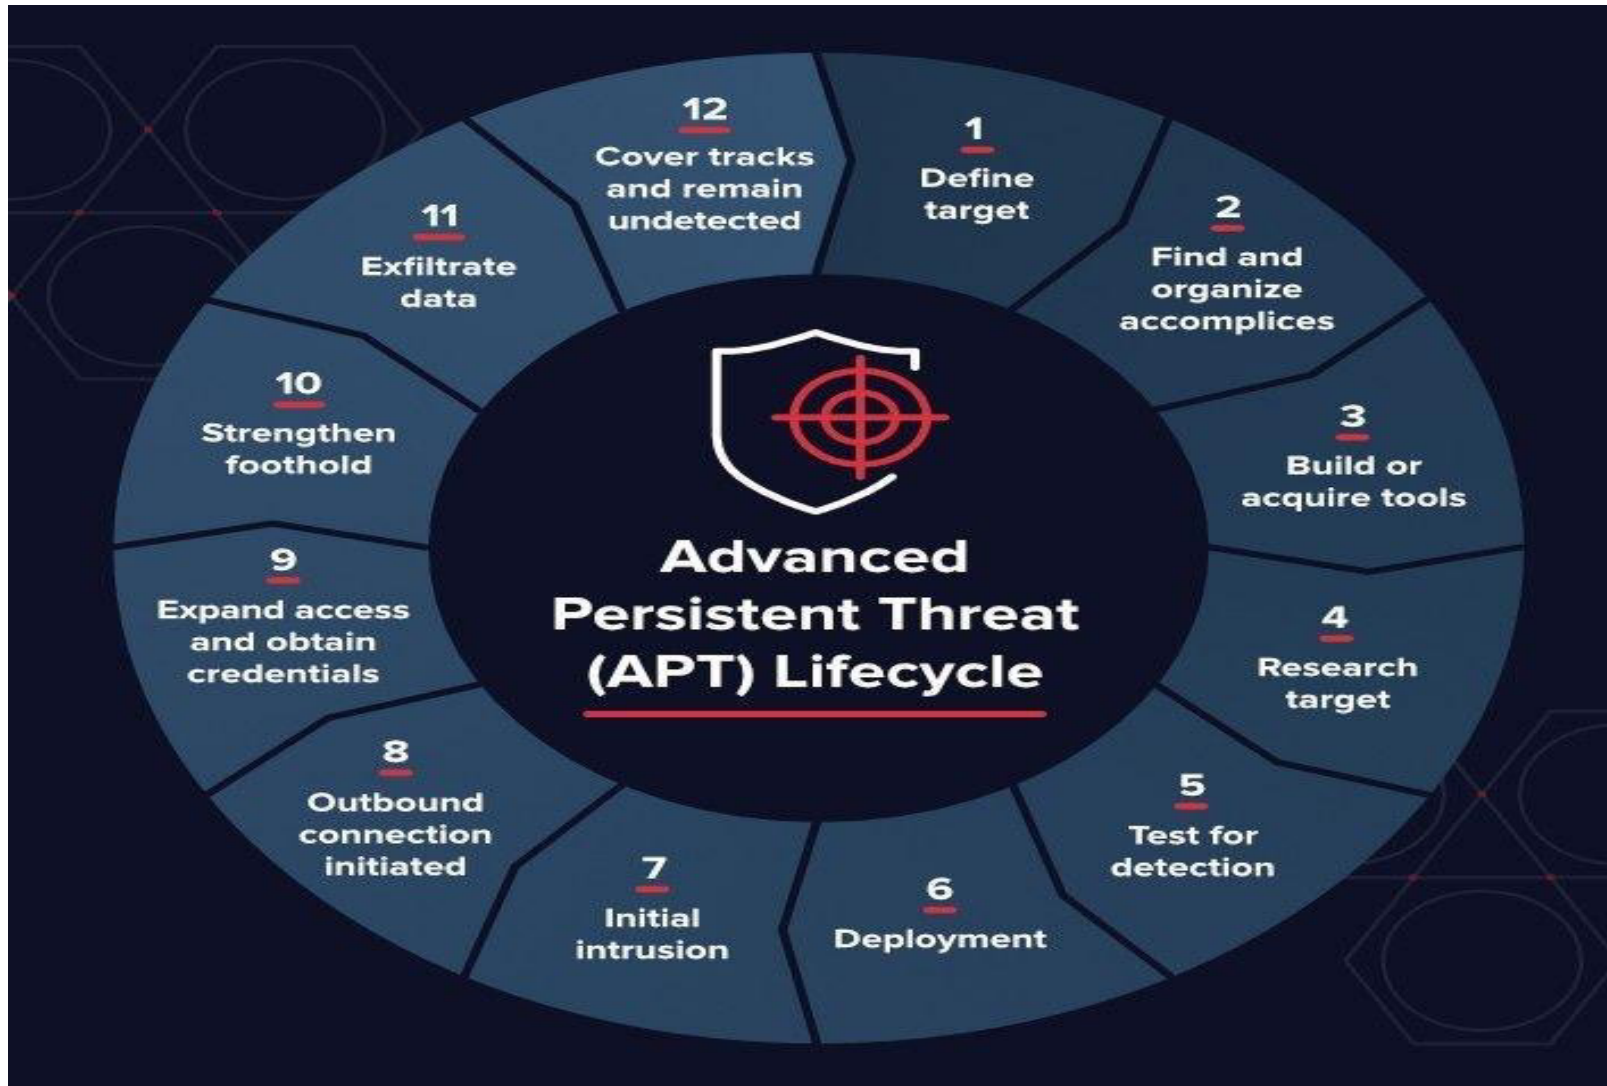 Advanced
Persistent Threat
(APT) Lifecycle
1
Define
target
2
Find and
organize
accomplices
3
Build or
acquire tools
4
Research
target
5
Test for
detection
6
Deployment
7
Initial
intrusion
8
Outbound
connection
initiated
9
Expand access
and obtain
credentials
10
Strengthen
foothold
11
Exfiltrate
data
12
Cover tracks
and remain
undetected